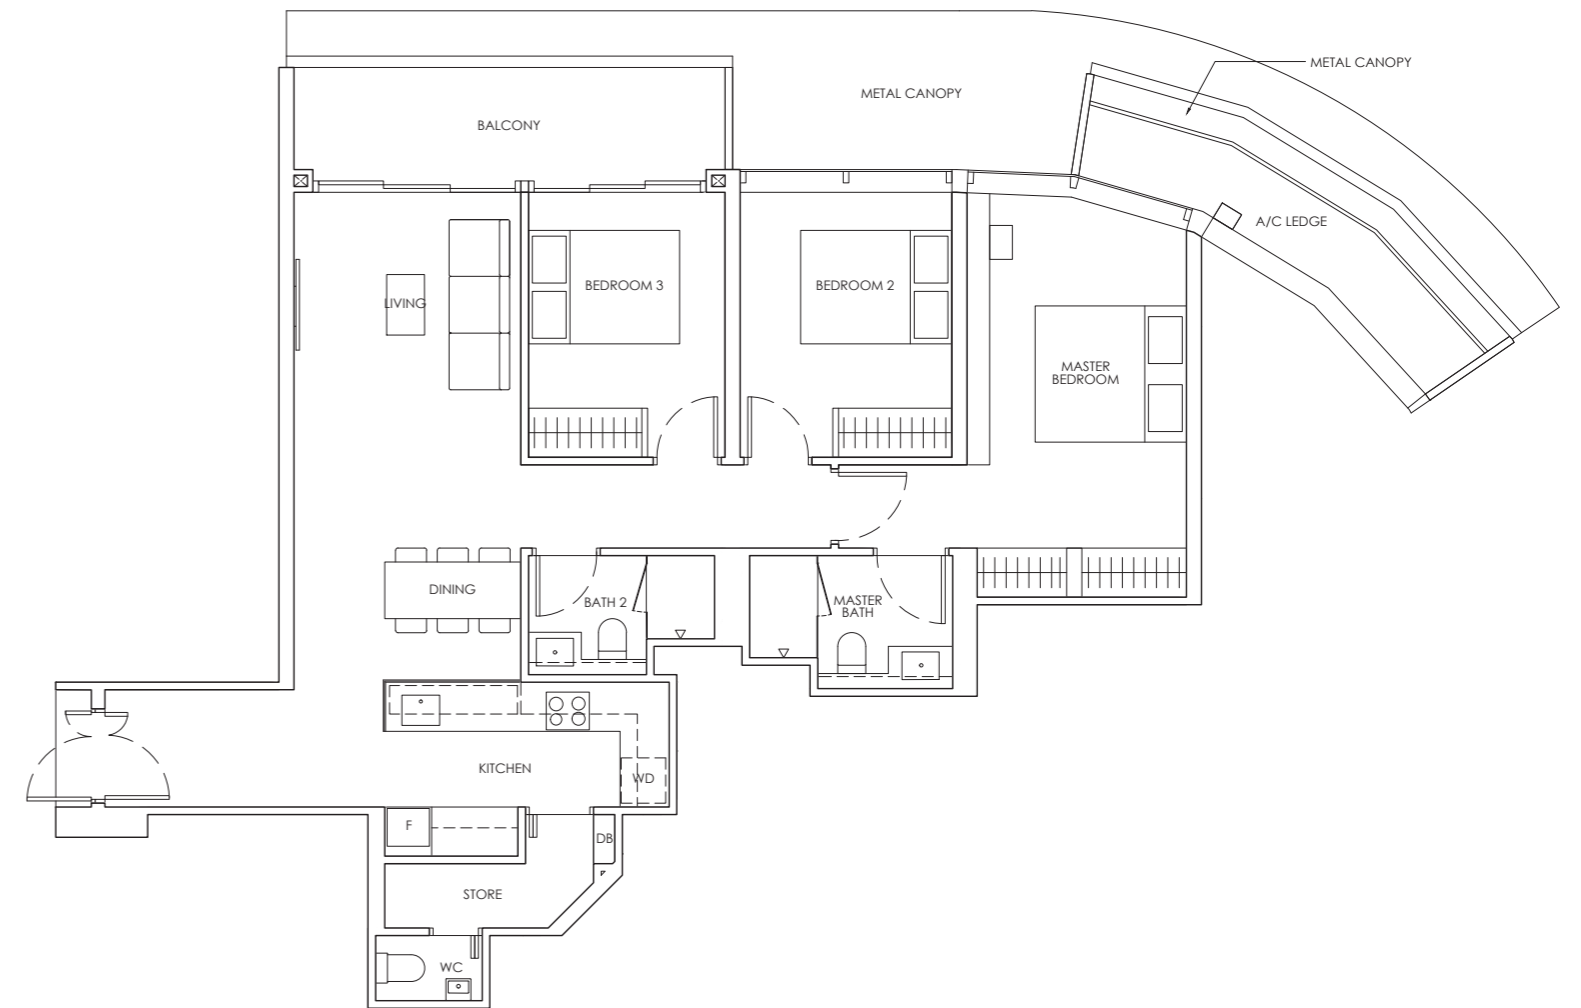 METAL CANOPY
METAL CANOPY
BALCONY
A/C LEDGE
LIVING
BEDROOM 3
BEDROOM 2
MASTER
BEDROOM
DINING
BATH 2
MASTER
BATH
KITCHEN
WD
F
DB
STORE
WC